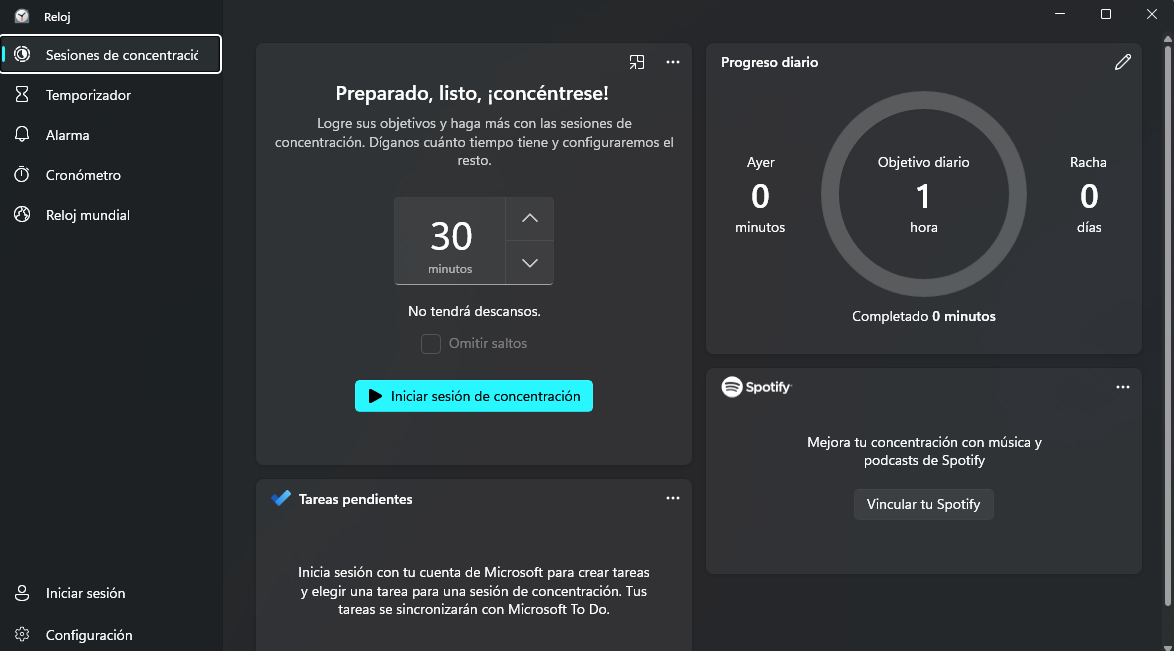 Reloj
Sesiones de concentració
Temporizador
Alarma
Cronómetro
Reloj mundial
Iniciar sesión
Configuración
Preparado, listo, ¡concéntrese!
Logre sus objetivos y haga más con las sesiones de
concentración. Díganos cuánto tiempo tiene y configuraremos el
resto.
30
minutos
No tendrá descansos.
Omitir saltos
Iniciar sesión de concentración
Tareas pendientes
Inicia sesión con tu cuenta de Microsoft para crear tareas
y elegir una tarea para una sesión de concentración. Tus
tareas se sincronizarán con Microsoft To Do.
Progreso diario
Ayer
0
minutos
Objetivo diario
1
hora
Racha
0
días
Completado 0 minutos
Spotify
Mejora tu concentración con música y
podcasts de Spotify
Vincular tu Spotify